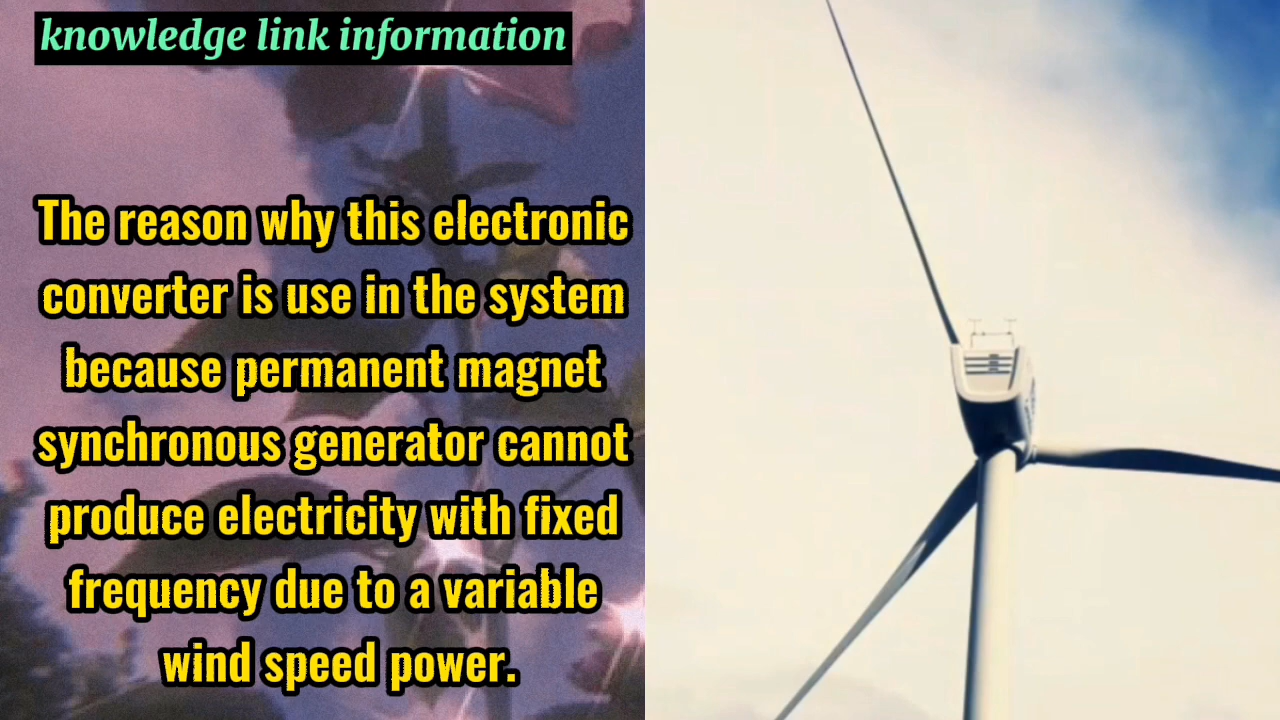 knowledge link information
The reason why this electronic
converter is use in the system
because permanent magnet
synchronous generator cannot
produce electricity with fixed
frequency due to a variable
wind speed power.